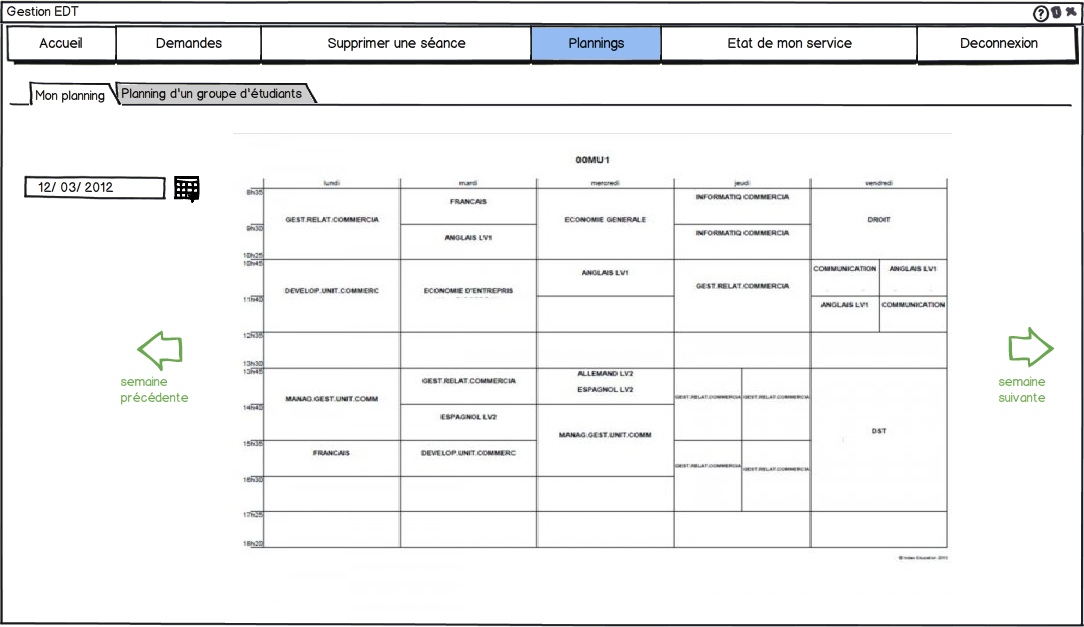 Gestion EDT
Accueil
Demandes
Supprimer une séance
Plannings
Etat de mon service
Deconnexion
Mon planning
Planning d'un groupe d'étudiants
12/ 03/ 2012
semaine
précédente
semaine
suivante
00MU1
lundi mardi mercredi jeudi vendredi
8h35
9h30
10h25
10h45
11h40
12h35
13h30
13h45
14h40
15h35
16h30
17h25
18h20
GEST.RELAT.COMMERCIA
DEVELOP.UNIT.COMMERC
MANAG.GEST.UNIT.COMM
FRANCAIS
FRANCAIS
ANGLAIS LV1
ECONOMIE D'ENTREPRIS
GEST.RELAT.COMMERCIA
ESPAGNOL LV2
DEVELOP.UNIT.COMMERC
ECONOMIE GENERALE
ANGLAIS LV1
ALLEMAND LV2
ESPAGNOL LV2
MANAG.GEST.UNIT.COMM
INFORMATIQ.COMMERCIA
INFORMATIQ.COMMERCIA
GEST.RELAT.COMMERCIA
GEST.RELAT.COMMERCIA GEST.RELAT.COMMERCIA
GEST.RELAT.COMMERCIA GEST.RELAT.COMMERCIA
DROIT
COMMUNICATION ANGLAIS LV1
ANGLAIS LV1 COMMUNICATION
DST
© Index Education 2010